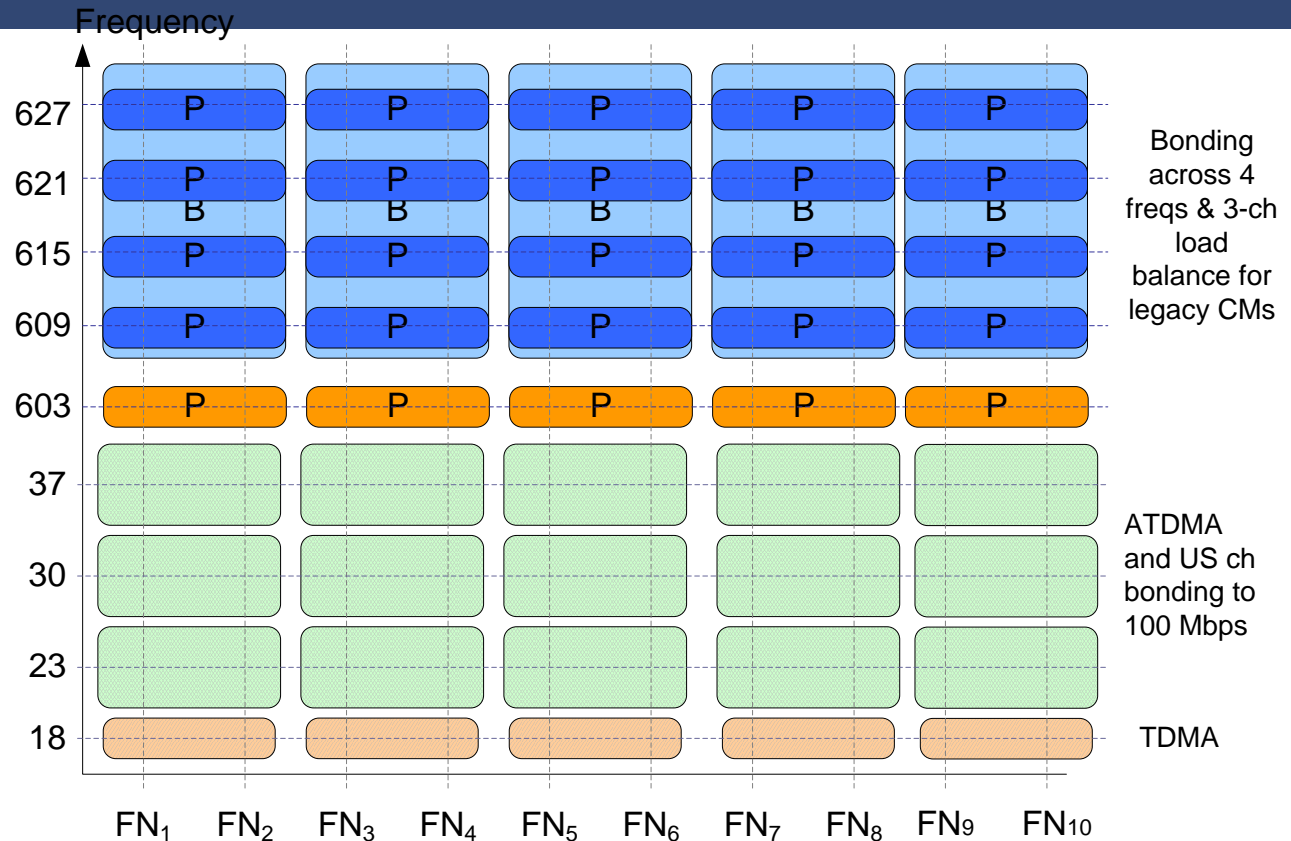 Frequency
627 P P P P P
621 P P P P P
B B B B B
615 P P P P P
609 P P P P P
603 P P P P P
37
30
23
18
Bonding
across 4
freqs & 3-ch
load
balance for
legacy CMs
ATDMA
and US ch
bonding to
100 Mbps
TDMA
FN1 FN2 FN3 FN4 FN5 FN6 FN7 FN8 FN9 FN10